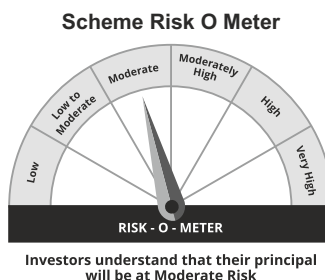 Scheme Risk O Meter
Low
Low to
Moderate
Moderate
Moderately
High
High
Very High
RISK - O - METER
Investors understand that their principal
will be at Moderate Risk